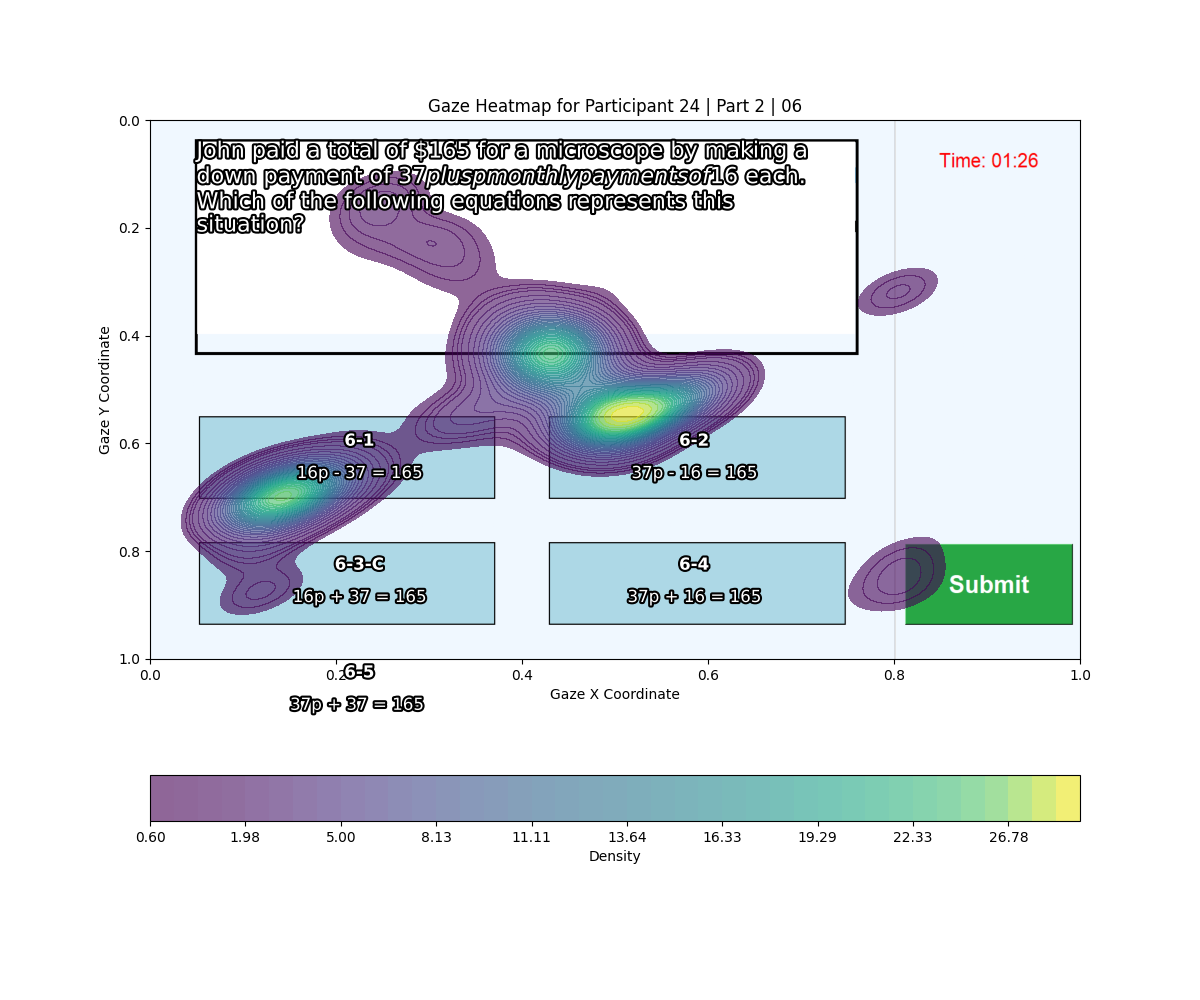 Gaze Heatmap for Participant 24 | Part 2 | 06
John paid a total of $165 for a microscope by making a
down payment of 37pluspmonthlypaymentsof16 each.
Which of the following equations represents this
situation?
Time: 01:26
6-1
16p - 37 = 165
6-2
37p - 16 = 165
6-3-C
16p + 37 = 165
6-4
37p + 16 = 165
Submit
6-5
37p + 37 = 165
Gaze Y Coordinate
0.0
0.2
0.4
0.6
0.8
1.0
0.0 0.2 0.4 0.6 0.8 1.0
Gaze X Coordinate
0.60 1.98 5.00 8.13 11.11 13.64 16.33 19.29 22.33 26.78
Density